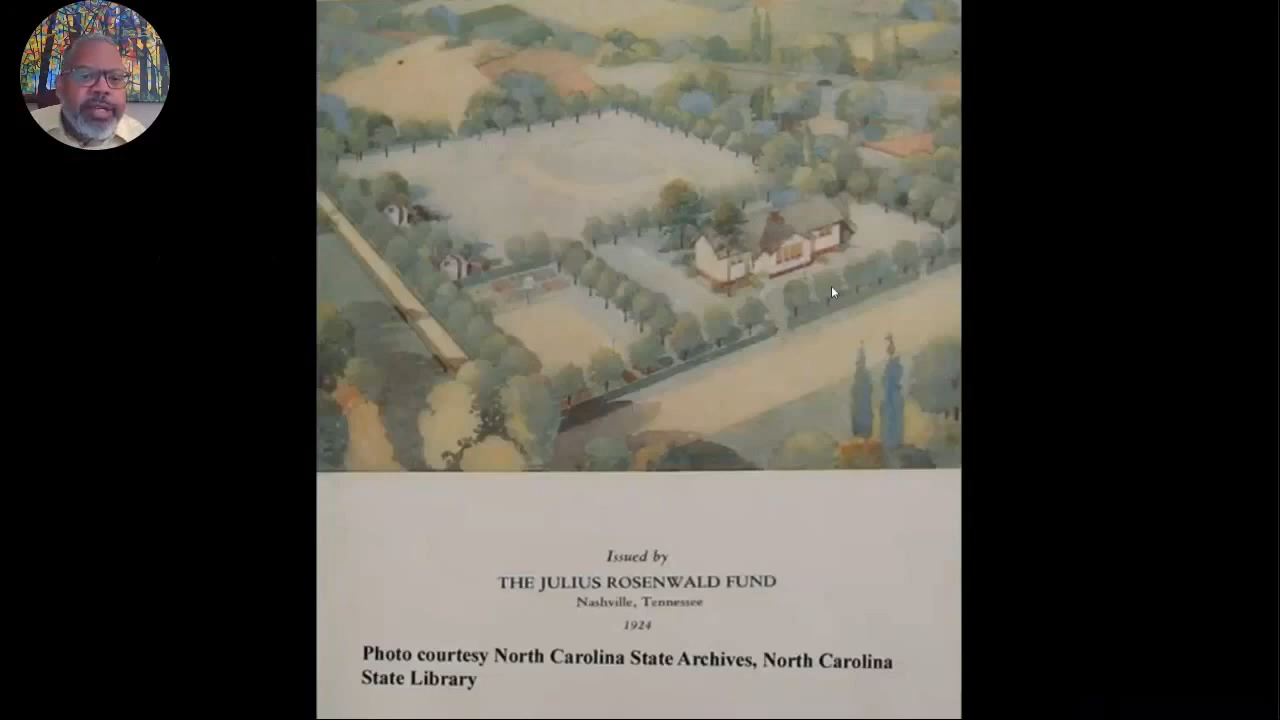 Issued by
THE JULIUS ROSENWALD FUND
Nashville, Tennessee
1924
Photo courtesy North Carolina State Archives, North Carolina
State Library